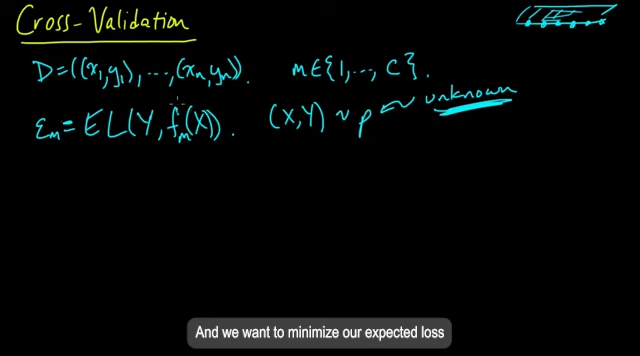 Cross-Validation
D = ((x₁,y₁), ..., (xₙ,yₙ)). m ∈ {1, ..., C}.
εₘ = E L(Y, fₘ(X)). (X,Y) ~ p ← unknown
And we want to minimize our expected loss